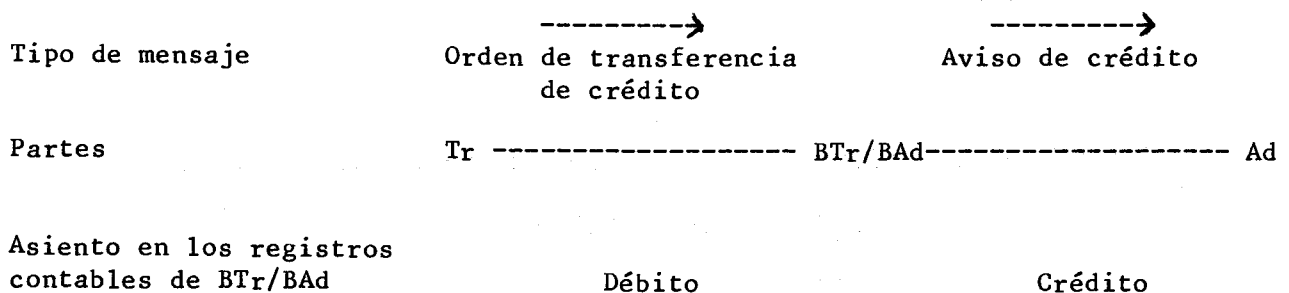 ---------->                ---------->
Tipo de mensaje Orden de transferencia Aviso de crédito
de crédito
Partes Tr ------------------- BTr/BAd------------------- Ad
Asiento en los registros
contables de BTr/BAd Débito Crédito